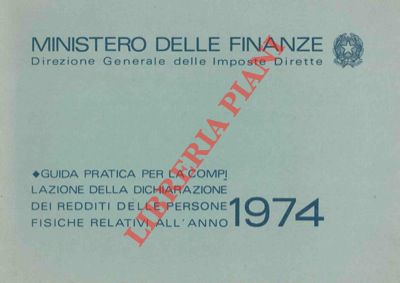 MINISTERO DELLE FINANZE
Direzione Generale delle Imposte Dirette
LIBRERIA PIANI
◆GUIDA PRATICA PER LA COMPI
LAZIONE DELLA DICHIARAZIONE
DEI REDDITI DELLE PERSONE
FISICHE RELATIVI ALL'ANNO 1974